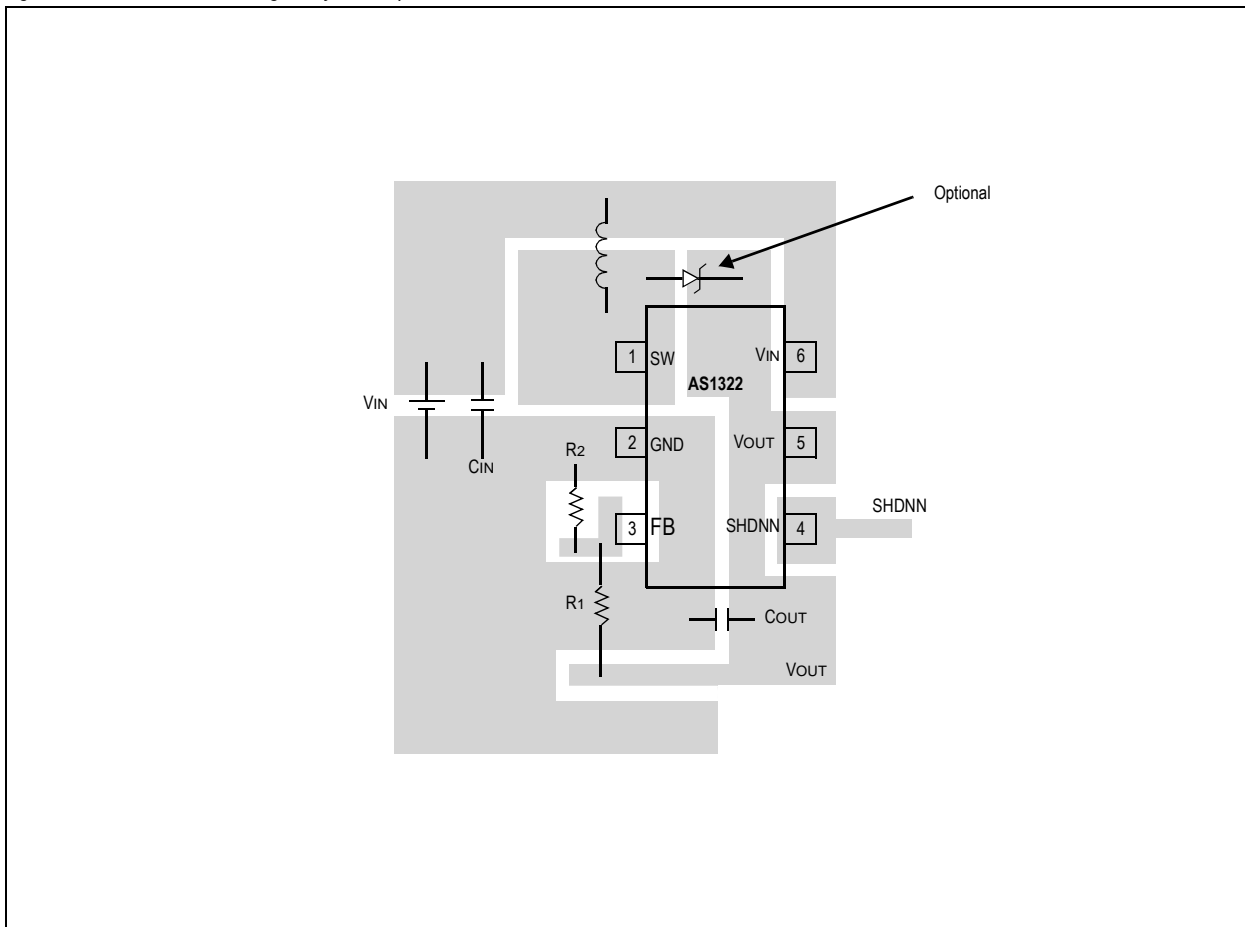 Optional
1 SW
VIN 6
AS1322
VIN
2 GND
VOUT 5
R2
CIN
SHDNN
3 FB
SHDNN 4
R1
COUT
VOUT